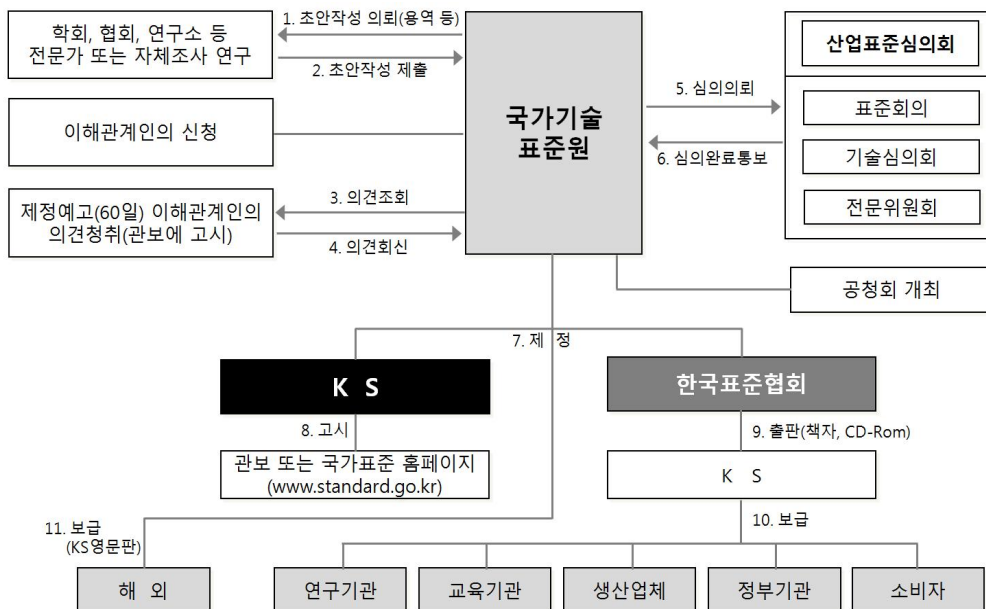 학회, 협회, 연구소 등
전문가 또는 자체조사 연구
1. 초안작성 의뢰(용역 등)
2. 초안작성 제출
이해관계인의 신청
제정예고(60일) 이해관계인의
의견청취(관보에 고시)
3. 의견조회
4. 의견회신
국가기술
표준원
5. 심의의뢰
6. 심의완료통보
산업표준심의회
표준회의
기술심의회
전문위원회
공청회 개최
7. 제 정
K S
한국표준협회
8. 고시
9. 출판(책자, CD-Rom)
관보 또는 국가표준 홈페이지
(www.standard.go.kr)
K S
10. 보급
11. 보급
(KS영문판)
해 외
연구기관
교육기관
생산업체
정부기관
소비자